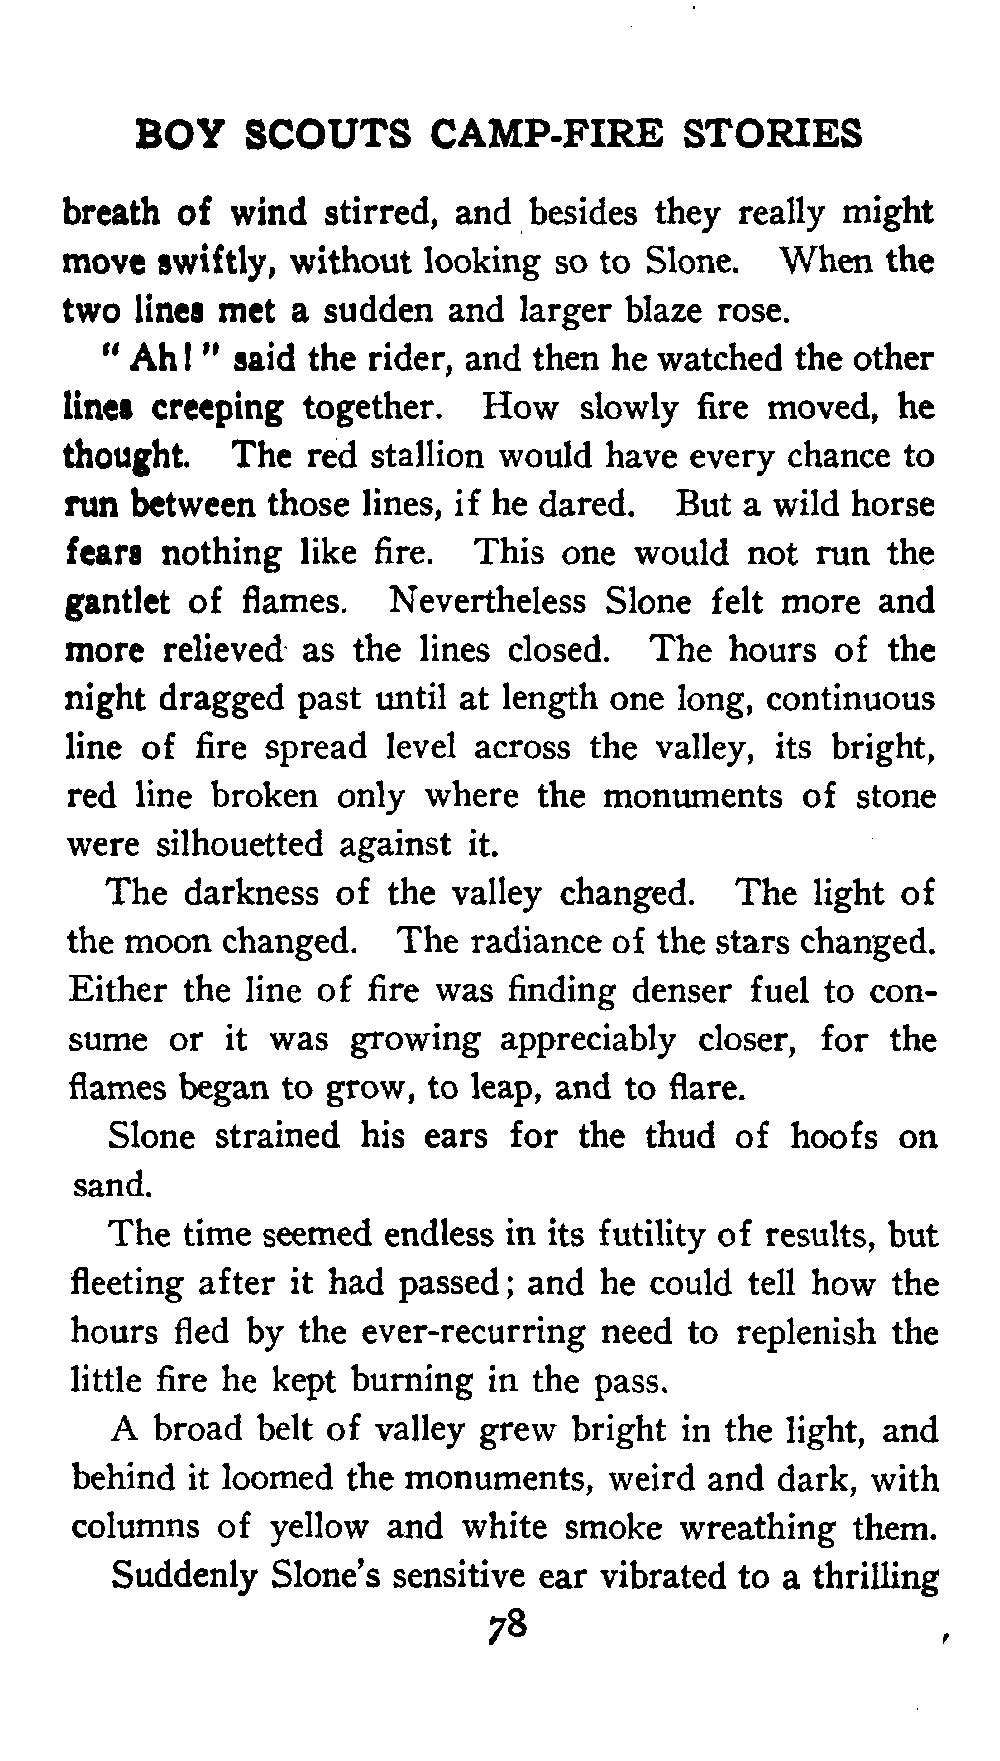 BOY SCOUTS CAMP-FIRE STORIES
breath of wind stirred, and besides they really might
move swiftly, without looking so to Slone. When the
two lines met a sudden and larger blaze rose.
"Ah!" said the rider, and then he watched the other
lines creeping together. How slowly fire moved, he
thought. The red stallion would have every chance to
run between those lines, if he dared. But a wild horse
fears nothing like fire. This one would not run the
gantlet of flames. Nevertheless Slone felt more and
more relieved as the lines closed. The hours of the
night dragged past until at length one long, continuous
line of fire spread level across the valley, its bright,
red line broken only where the monuments of stone
were silhouetted against it.
The darkness of the valley changed. The light of
the moon changed. The radiance of the stars changed.
Either the line of fire was finding denser fuel to con-
sume or it was growing appreciably closer, for the
flames began to grow, to leap, and to flare.
Slone strained his ears for the thud of hoofs on
sand.
The time seemed endless in its futility of results, but
fleeting after it had passed; and he could tell how the
hours fled by the ever-recurring need to replenish the
little fire he kept burning in the pass.
A broad belt of valley grew bright in the light, and
behind it loomed the monuments, weird and dark, with
columns of yellow and white smoke wreathing them.
Suddenly Slone's sensitive ear vibrated to a thrilling
78